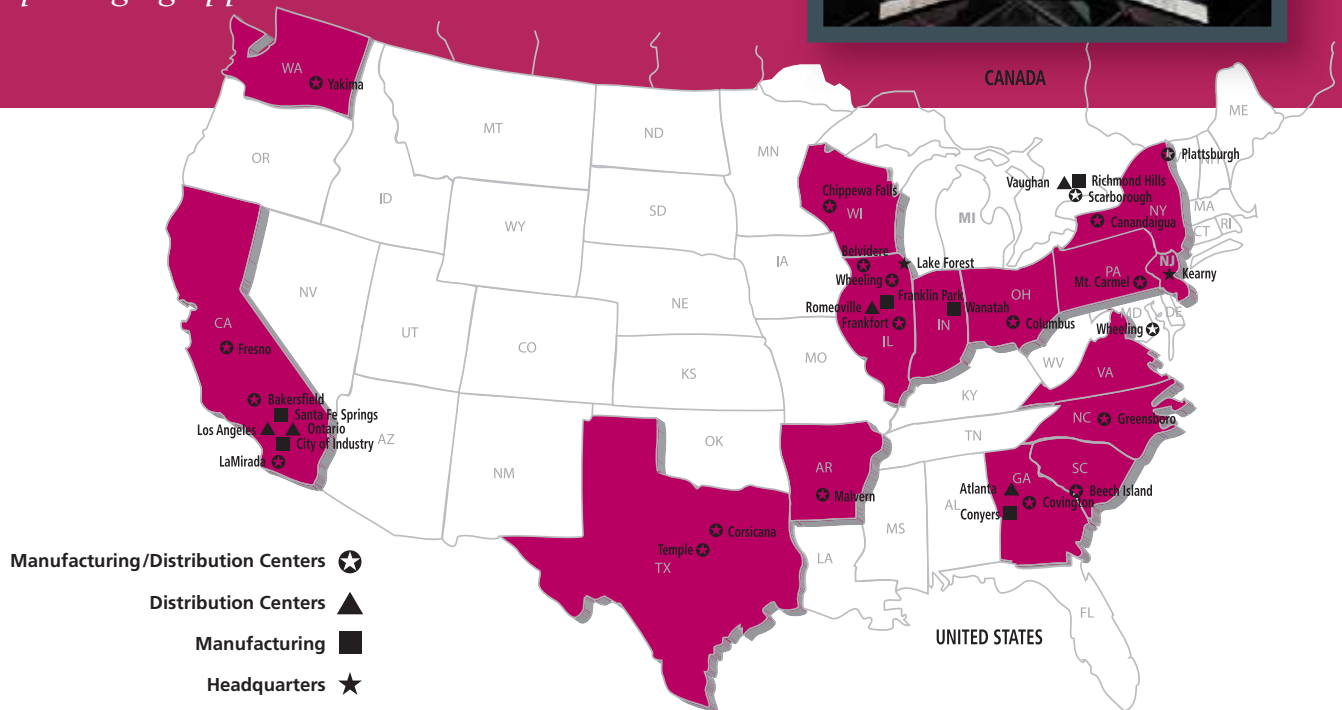 CANADA
WA
Yakima
MT
ND
MN
ME
OR
ID
WY
SD
WI
Chippewa Falls
MI
Vaughan
Richmond Hills
Scarborough
Plattsburgh
NY
Canandaigua
MA
CT
RI
NV
UT
CO
NE
IA
KS
MO
Belvidere
Lake Forest
Wheeling
Frankliin Park
Romeoville
Frankfort
IL
IN
Wanatah
OH
Columbus
PA
Mt. Carmel
NJ
Kearny
MD
DE
Wheeling
WV
VA
KY
CA
Fresno
Bakersfield
Santa Fe Springs
Los Angeles
Ontario
City of Industry
LaMirada
AZ
NM
OK
TX
Corsicana
Temple
AR
Malvern
LA
MS
AL
TN
NC
Greensboro
SC
Beech Island
GA
Atlanta
Covington
Conyers
FL
UNITED STATES
Manufacturing/Distribution Centers
Distribution Centers
Manufacturing
Headquarters